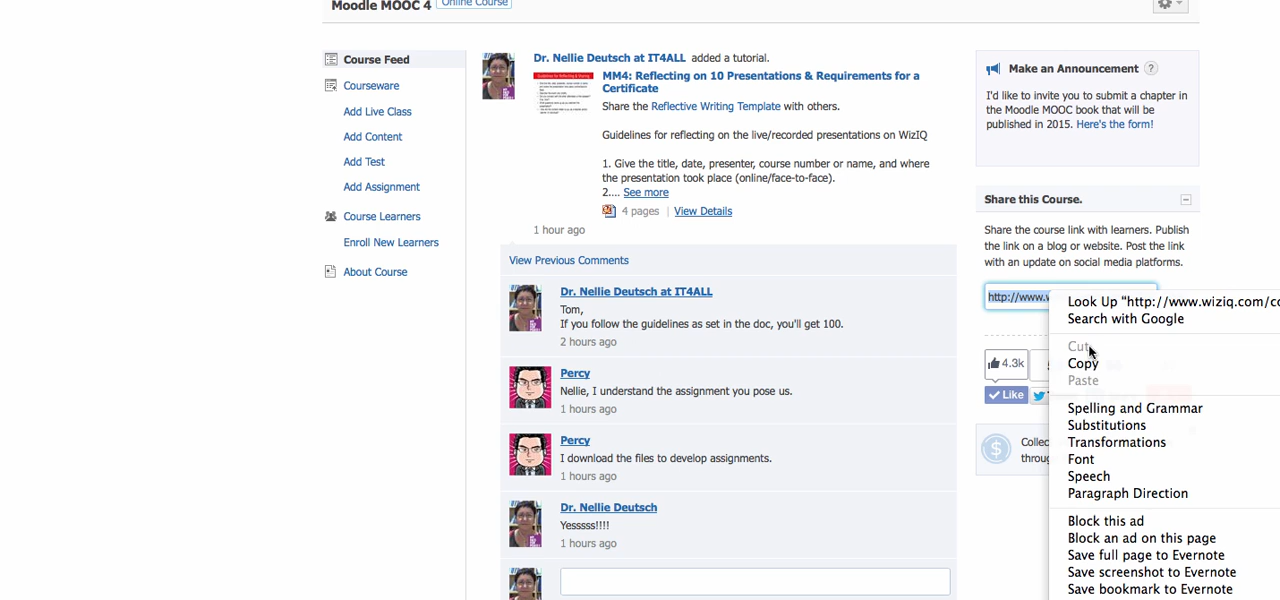 Moodle MOOC 4 Online Course
Course Feed
Courseware
Add Live Class
Add Content
Add Test
Add Assignment
Course Learners
Enroll New Learners
About Course
Dr. Nellie Deutsch at IT4ALL added a tutorial.
MM4: Reflecting on 10 Presentations & Requirements for a
Certificate
Share the Reflective Writing Template with others.
Guidelines for reflecting on the live/recorded presentations on WizIQ
1. Give the title, date, presenter, course number or name, and where
the presentation took place (online/face-to-face).
2.... See more
4 pages | View Details
1 hour ago
View Previous Comments
Dr. Nellie Deutsch at IT4ALL
Tom,
If you follow the guidelines as set in the doc, you'll get 100.
2 hours ago
Percy
Nellie, I understand the assignment you pose us.
1 hours ago
Percy
I download the files to develop assignments.
1 hours ago
Dr. Nellie Deutsch
Yesssss!!!!
1 hours ago
Make an Announcement ?
I'd like to invite you to submit a chapter in
the Moodle MOOC book that will be
published in 2015. Here's the form!
Share this Course.
Share the course link with learners. Publish
the link on a blog or website. Post the link
with an update on social media platforms.
http://www.w
4.3k
Like
Collec
throug
Look Up "http://www.wiziq.com/co
Search with Google
Cut
Copy
Paste
Spelling and Grammar
Substitutions
Transformations
Font
Speech
Paragraph Direction
Block this ad
Block an ad on this page
Save full page to Evernote
Save screenshot to Evernote
Save bookmark to Evernote